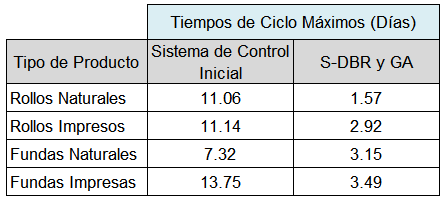 Tiempos de Ciclo Máximos (Días)
Tipo de Producto Sistema de Control Inicial S-DBR y GA
Rollos Naturales 11.06 1.57
Rollos Impresos 11.14 2.92
Fundas Naturales 7.32 3.15
Fundas Impresas 13.75 3.49